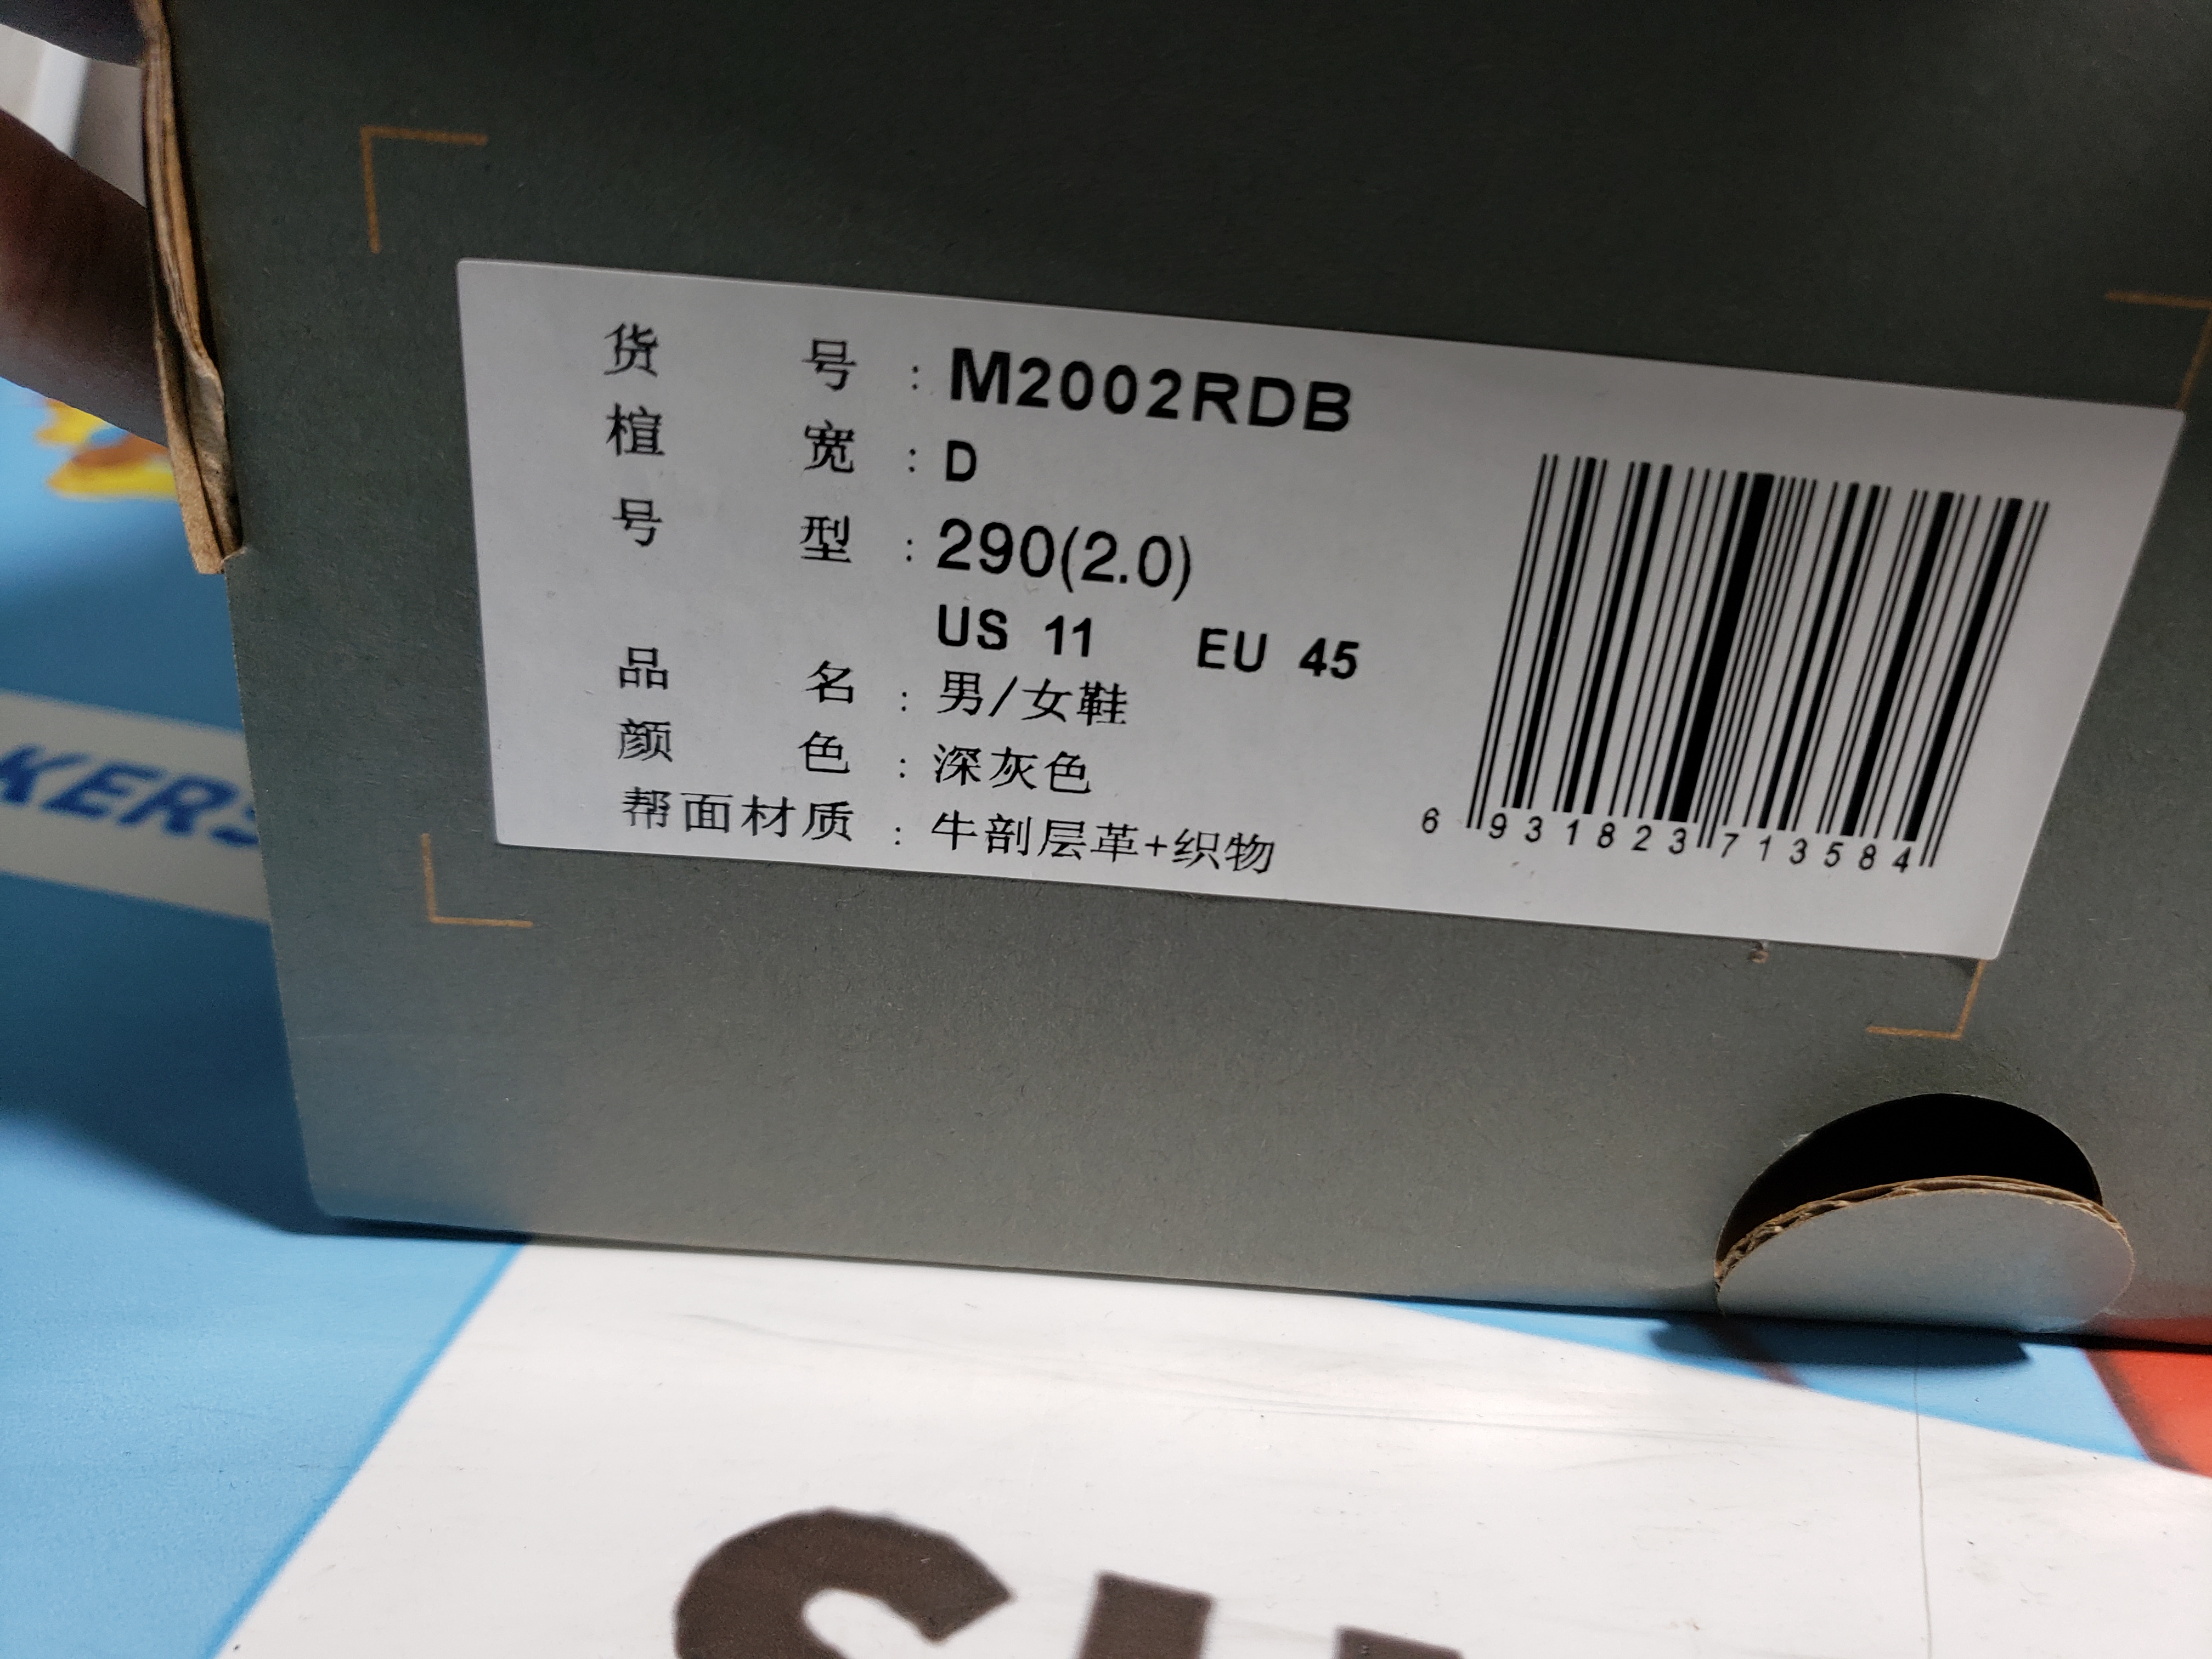 货号：M2002RDB
楦宽：D
号型：290(2.0)
US 11 EU 45
品名：男/女鞋
颜色：深灰色
帮面材质：牛剖层革+织物
6 931823 713584
KERS